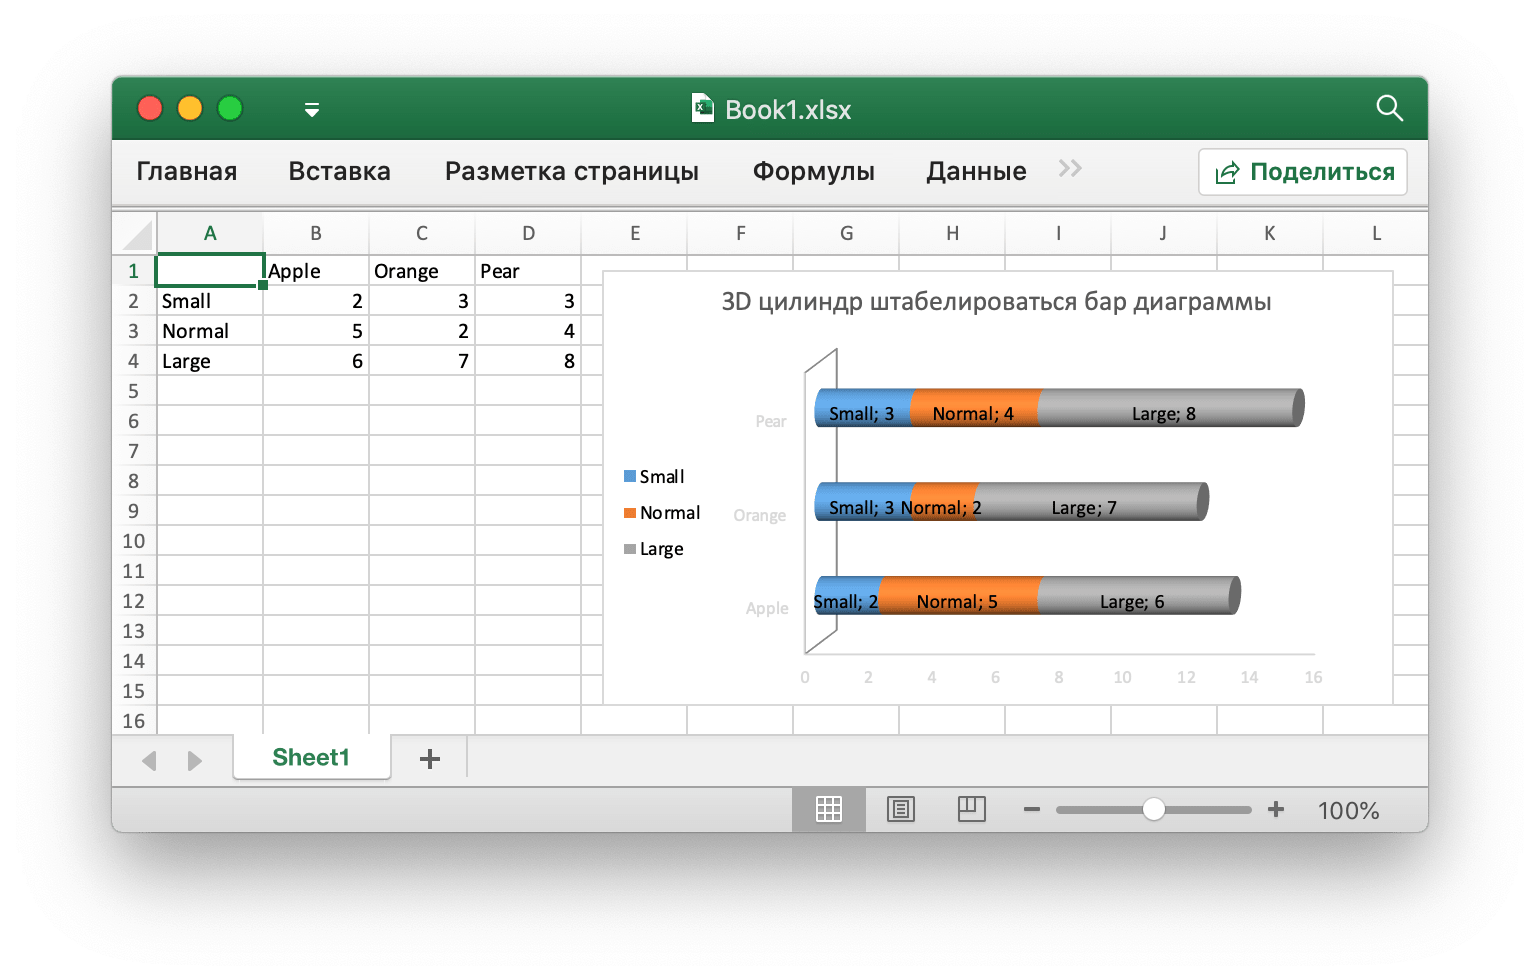 Book1.xlsx
Главная Вставка Разметка страницы Формулы Данные Поделиться
A B C D E F G H I J K L
1 Apple Orange Pear
2 Small 2 3 3
3 Normal 5 2 4
4 Large 6 7 8
5
6
7
8
9
10
11
12
13
14
15
16
3D цилиндр штабелироваться бар диаграммы
Pear Small; 3 Normal; 4 Large; 8
Orange Small; 3 Normal; 2 Large; 7
Apple Small; 2 Normal; 5 Large; 6
0 2 4 6 8 10 12 14 16
Small
Normal
Large
Sheet1
100%